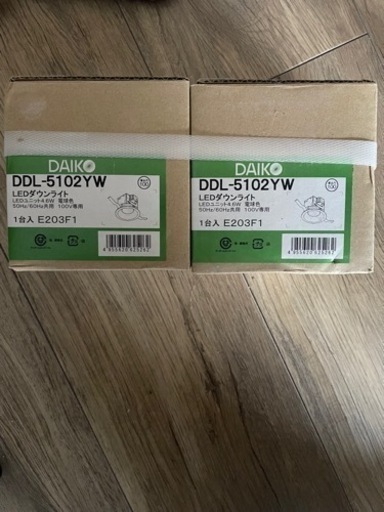 DAIKO
DDL-5102YW
LEDダウンライト
LEDユニット4.6W 電球色
50Hz/60Hz共用 100V専用
1台入 E203F1
DAIKO
DDL-5102YW
LEDダウンライト
LEDユニット4.6W 電球色
50Hz/60Hz共用 100V専用
1台入 E203F1